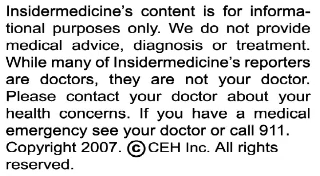 Insidermedicine's content is for informa-
tional purposes only. We do not provide
medical advice, diagnosis or treatment.
While many of Insidermedicine's reporters
are doctors, they are not your doctor.
Please contact your doctor about your
health concerns. If you have a medical
emergency see your doctor or call 911.
Copyright 2007. © CEH Inc. All rights
reserved.